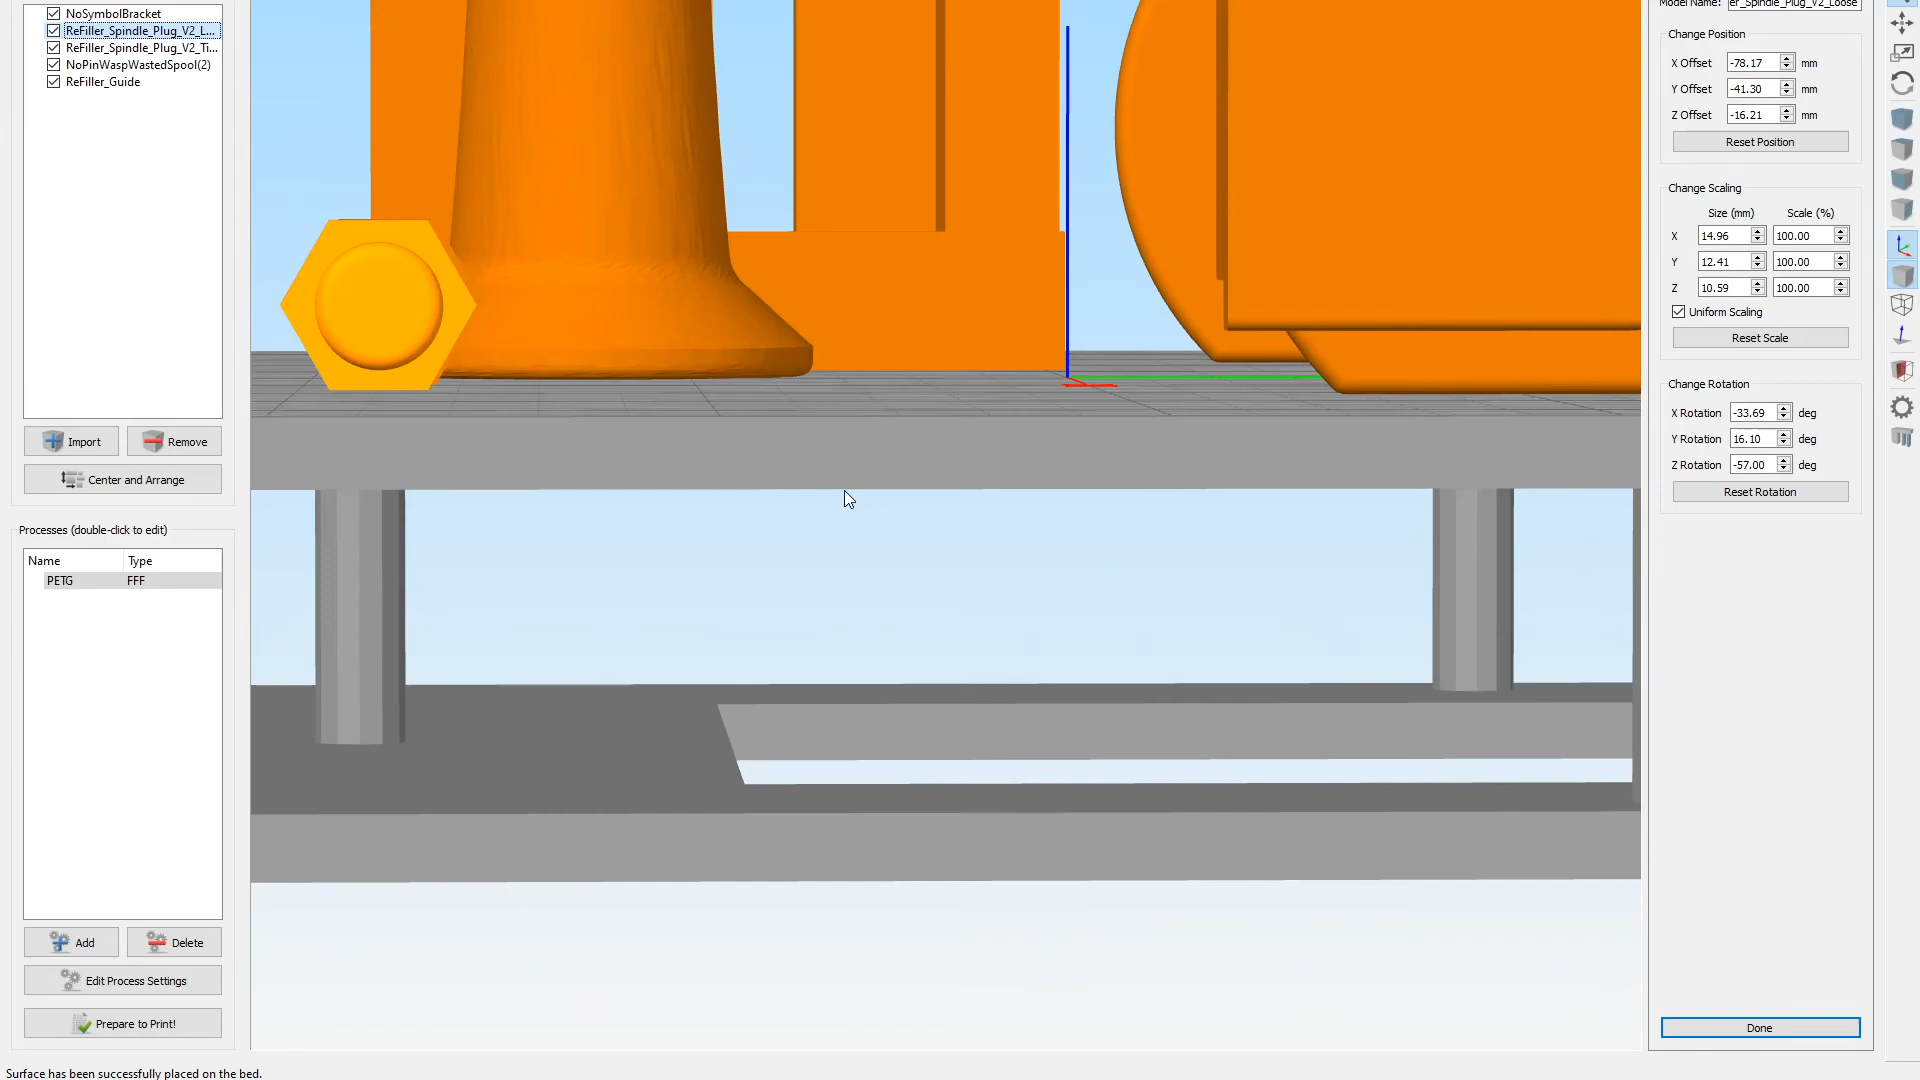 NoSymbolBracket
ReFiller_Spindle_Plug_V2_L...
ReFiller_Spindle_Plug_V2_Ti...
NoPinWaspWastedSpool(2)
ReFiller_Guide
Import
Remove
Center and Arrange
Processes (double-click to edit)
Name Type
PETG FFF
Add
Delete
Edit Process Settings
Prepare to Print!
Surface has been successfully placed on the bed.
Model Name: er_Spindle_Plug_V2_Loose
Change Position
X Offset -78.17 mm
Y Offset -41.30 mm
Z Offset -16.21 mm
Reset Position
Change Scaling
Size (mm) Scale (%)
X 14.96 100.00
Y 12.41 100.00
Z 10.59 100.00
Uniform Scaling
Reset Scale
Change Rotation
X Rotation -33.69 deg
Y Rotation 16.10 deg
Z Rotation -57.00 deg
Reset Rotation
Done